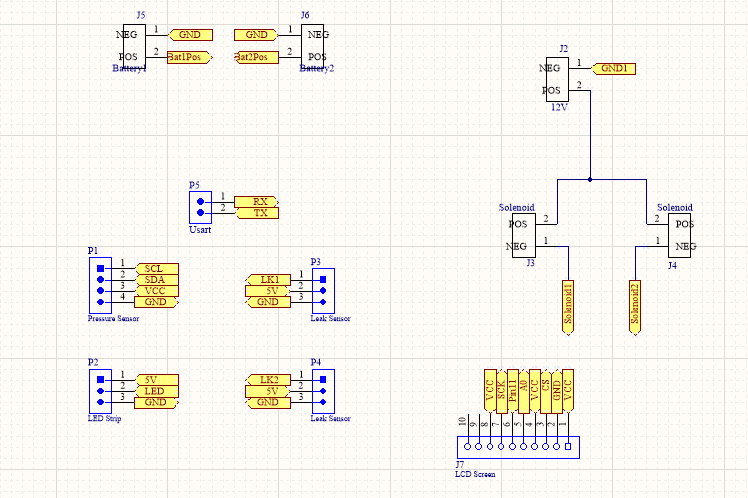 J5
NEG 1 GND
POS 2 Bat1Pos
Battery1
J6
GND 1 NEG
Bat2Pos 2 POS
Battery2
J2
NEG 1 GND1
POS 2
12V
P5
1 RX
2 TX
Usart
Solenoid
POS 2
NEG 1
J3
Solenoid1
Solenoid
2 POS
1 NEG
J4
Solenoid2
P1
1 SCL
2 SDA
3 VCC
4 GND
Pressure Sensor
P3
LK1 1
5V 2
GND 3
Leak Sensor
P2
1 5V
2 LED
3 GND
LED Strip
P4
LK2 1
5V 2
GND 3
Leak Sensor
VCC SCK Pin11 A0 VCC CS GND VCC
10 9 8 7 6 5 4 3 2 1
J7
LCD Screen